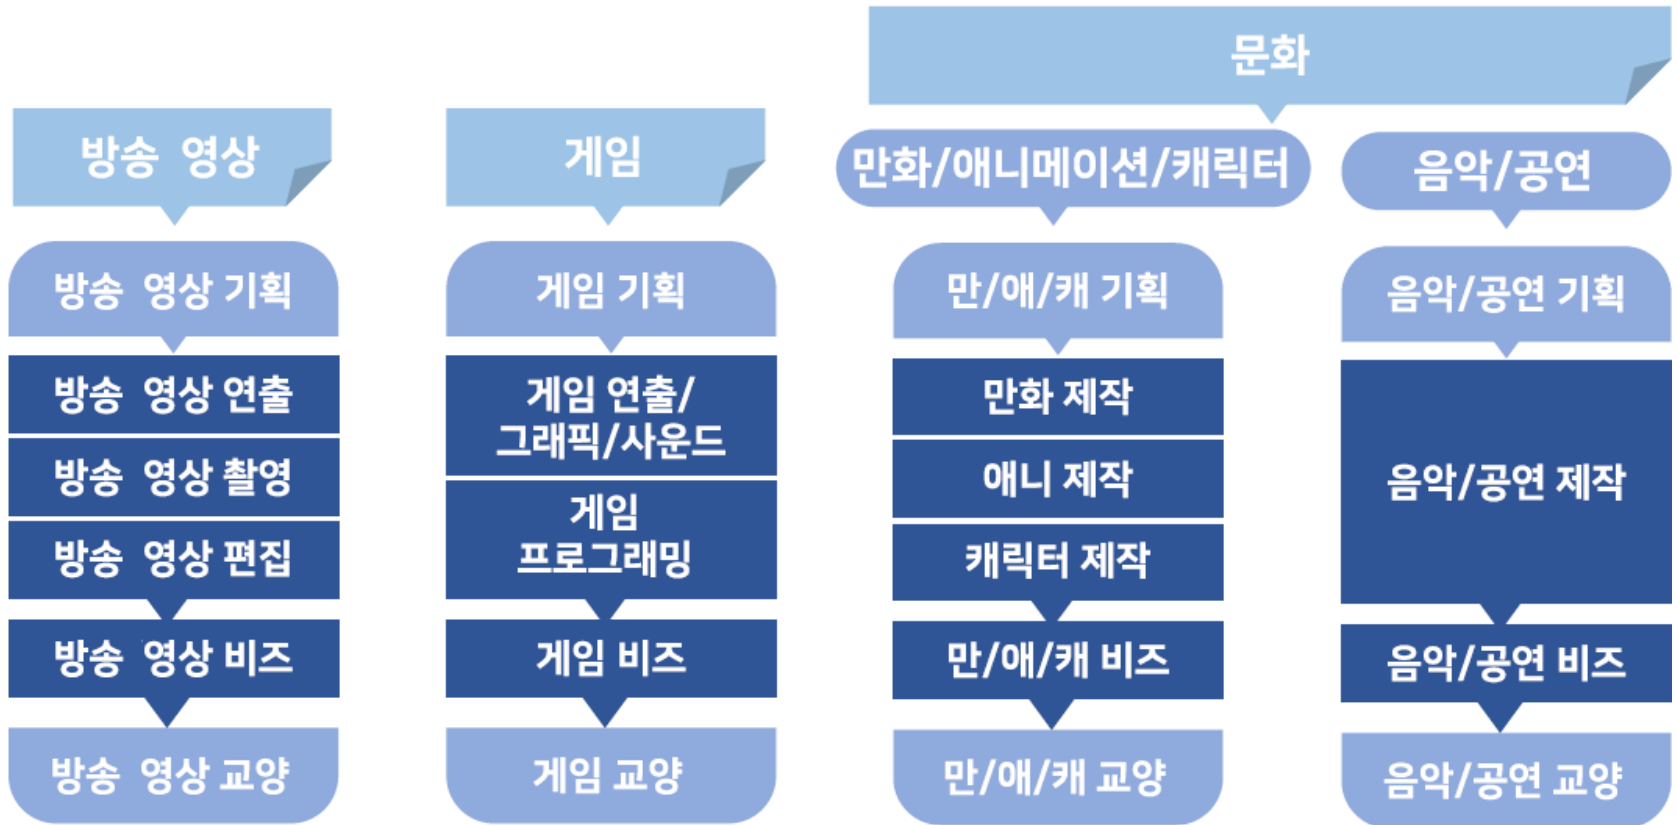 문화
방송 영상
게임
만화/애니메이션/캐릭터
음악/공연
방송 영상 기획
방송 영상 연출
방송 영상 촬영
방송 영상 편집
방송 영상 비즈
방송 영상 교양
게임 기획
게임 연출/
그래픽/사운드
게임
프로그래밍
게임 비즈
게임 교양
만/애/캐 기획
만화 제작
애니 제작
캐릭터 제작
만/애/캐 비즈
만/애/캐 교양
음악/공연 기획
음악/공연 제작
음악/공연 비즈
음악/공연 교양